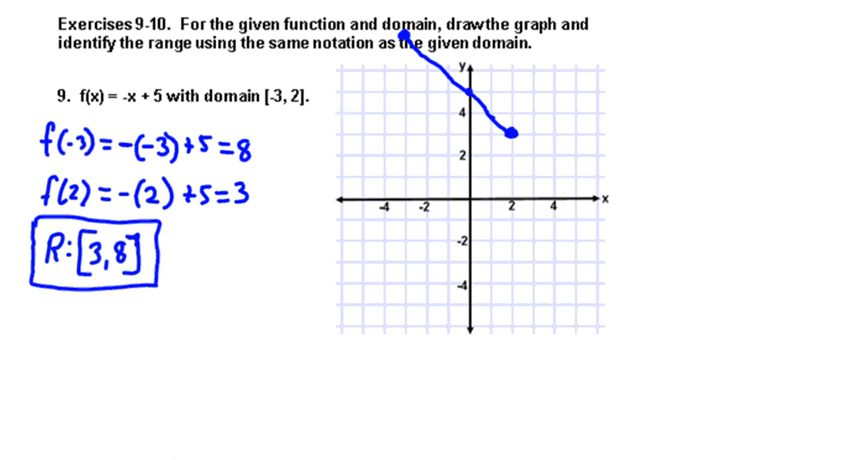 Exercises 9-10. For the given function and domain, drawthe graph and
identify the range using the same notation as the given domain.
9. f(x) = -x + 5 with domain [-3, 2].
f(-3) = -(-3)+5 = 8
f(2) = -(2)+5 = 3
R: [3,8]
y
4
2
-4 -2 2 4 x
-2
-4